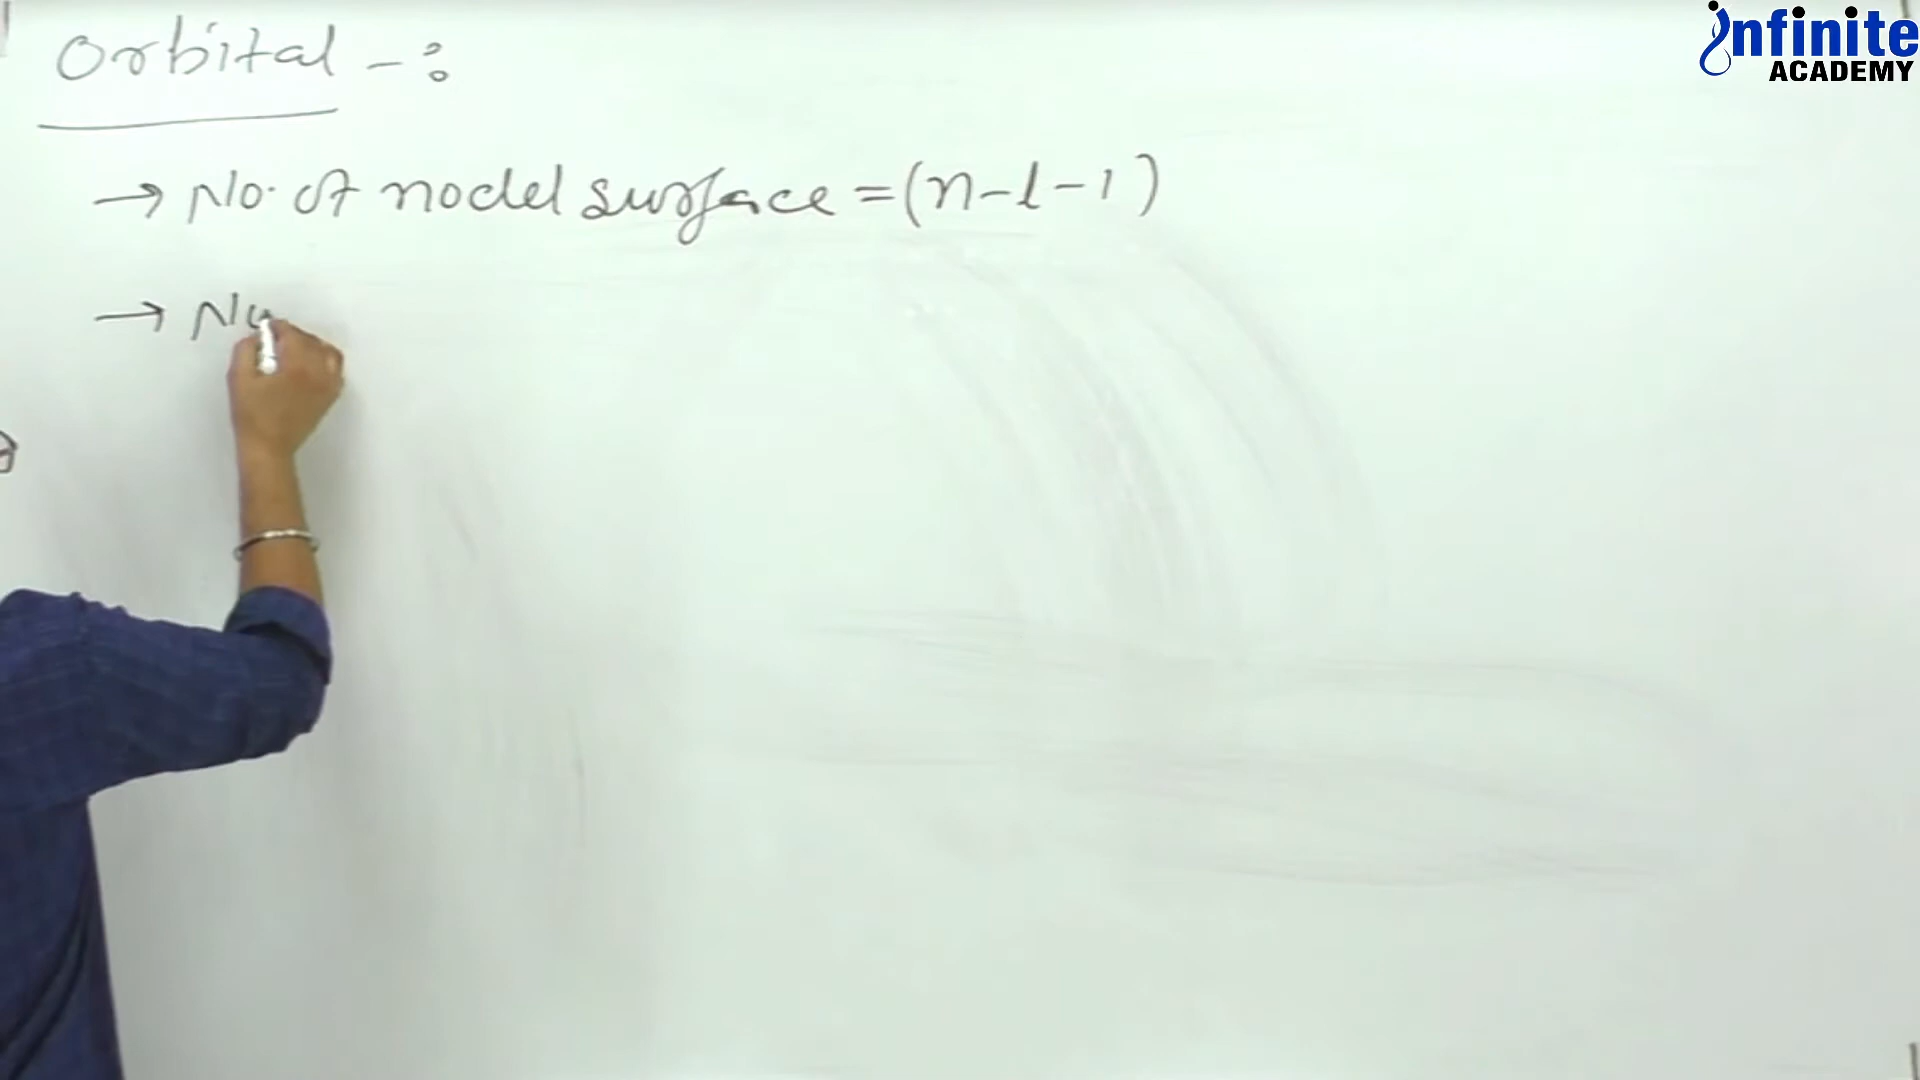 infinite
ACADEMY
Orbital -:
→ No. of nodel surface = (n-l-1)
→ N